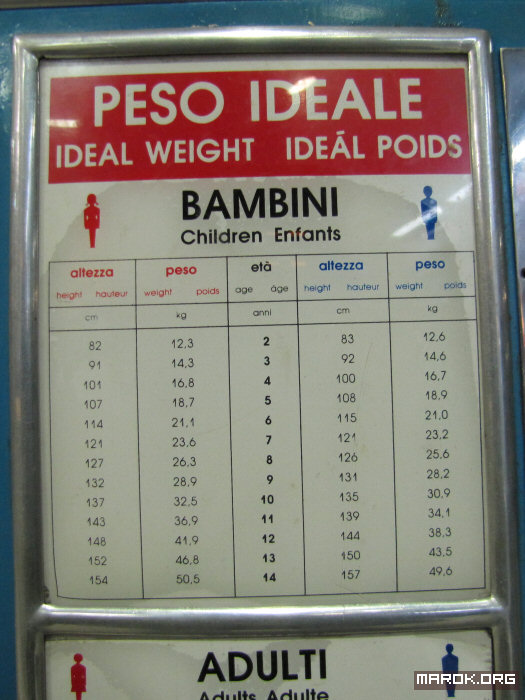 PESO IDEALE
IDEAL WEIGHT IDEÁL POIDS
BAMBINI
Children Enfants
altezza peso età altezza peso
height hauteur weight poids age áge height hauteur weight poids
cm kg anni cm kg
82 12,3 2 83 12,6
91 14,3 3 92 14,6
101 16,8 4 100 16,7
107 18,7 5 108 18,9
114 21,1 6 115 21,0
121 23,6 7 121 23,2
127 26,3 8 126 25,6
132 28,9 9 131 28,2
137 32,5 10 135 30,9
143 36,9 11 139 34,1
148 41,9 12 144 38,3
152 46,8 13 150 43,5
154 50,5 14 157 49,6
ADULTI
Adults Adulte
MAROK.ORG